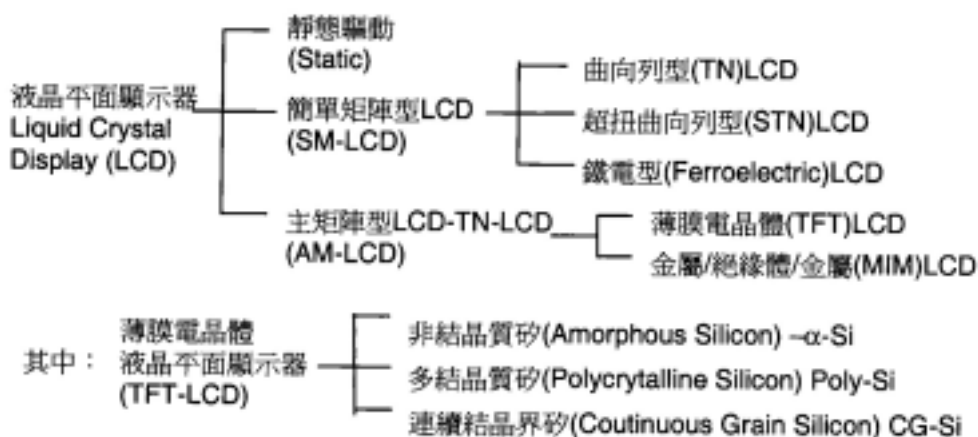 靜態驅動
(Static)
液晶平面顯示器
Liquid Crystal
Display (LCD)
簡單矩陣型LCD
(SM-LCD)
曲向列型(TN)LCD
超扭曲向列型(STN)LCD
鐵電型(Ferroelectric)LCD
主矩陣型LCD-TN-LCD
(AM-LCD)
薄膜電晶體(TFT)LCD
金屬/絕緣體/金屬(MIM)LCD
其中：
薄膜電晶體
液晶平面顯示器
(TFT-LCD)
非結晶質矽(Amorphous Silicon) –α-Si
多結晶質矽(Polycrytalline Silicon) Poly-Si
連續結晶界矽(Coutinuous Grain Silicon) CG-Si